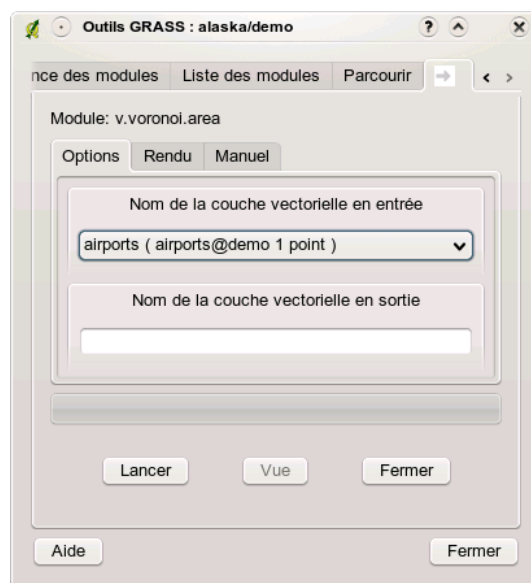 Outils GRASS : alaska/demo
nce des modules Liste des modules Parcourir
Module: v.voronoi.area
Options Rendu Manuel
Nom de la couche vectorielle en entrée
airports ( airports@demo 1 point )
Nom de la couche vectorielle en sortie
Lancer Vue Fermer
Aide Fermer